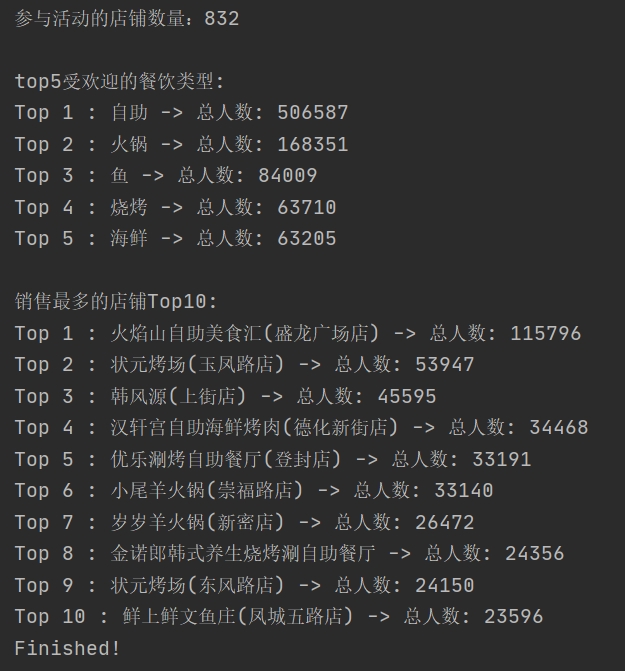 参与活动的店铺数量：832
top5受欢迎的餐饮类型:
Top 1 : 自助 -> 总人数: 506587
Top 2 : 火锅 -> 总人数: 168351
Top 3 : 鱼 -> 总人数: 84009
Top 4 : 烧烤 -> 总人数: 63710
Top 5 : 海鲜 -> 总人数: 63205
销售最多的店铺Top10:
Top 1 : 火焰山自助美食汇(盛龙广场店) -> 总人数: 115796
Top 2 : 状元烤场(玉凤路店) -> 总人数: 53947
Top 3 : 韩风源(上街店) -> 总人数: 45595
Top 4 : 汉轩宫自助海鲜烤肉(德化新街店) -> 总人数: 34468
Top 5 : 优乐涮烤自助餐厅(登封店) -> 总人数: 33191
Top 6 : 小尾羊火锅(崇福路店) -> 总人数: 33140
Top 7 : 岁岁羊火锅(新密店) -> 总人数: 26472
Top 8 : 金诺郎韩式养生烧烤涮自助餐厅 -> 总人数: 24356
Top 9 : 状元烤场(东风路店) -> 总人数: 24150
Top 10 : 鲜上鲜文鱼庄(凤城五路店) -> 总人数: 23596
Finished!